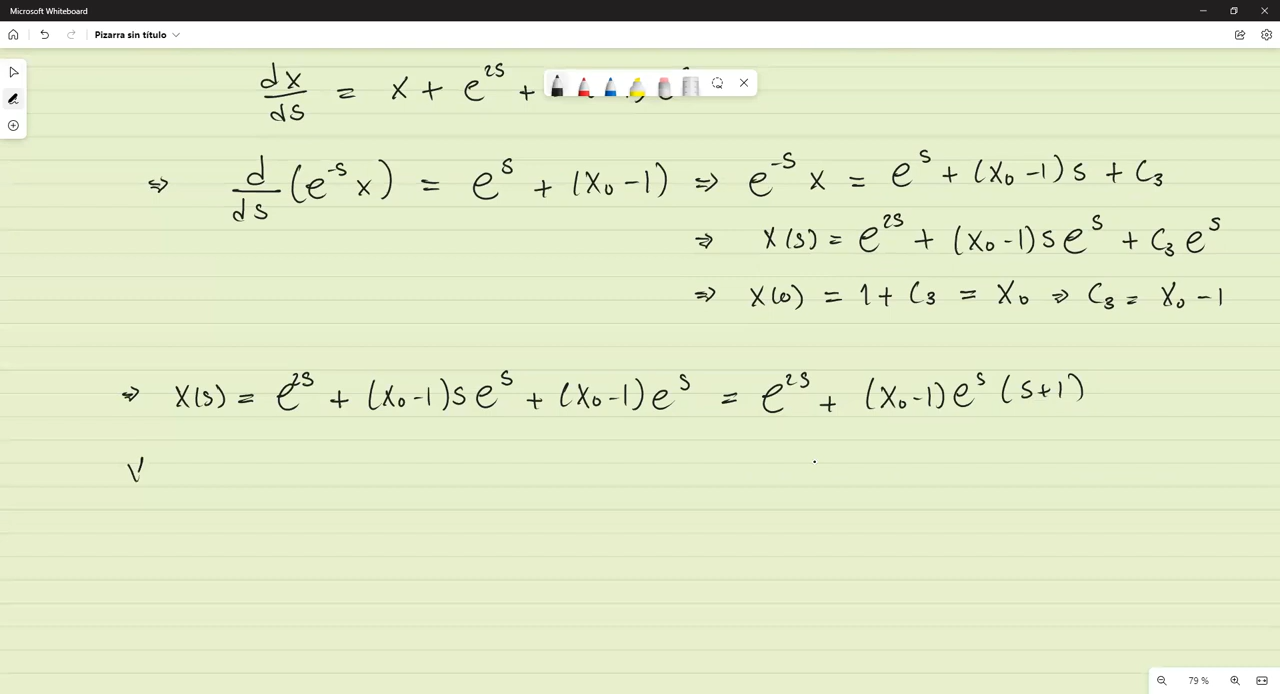 Microsoft Whiteboard
Pizarra sin título
dx/ds = x + e^{2s} +
⇒ d/ds (e^{-s} x) = e^s + (x₀-1) ⇒ e^{-s} x = e^s + (x₀-1)s + C₃
⇒ x(s) = e^{2s} + (x₀-1)s e^s + C₃ e^s
⇒ x(0) = 1 + C₃ = x₀ ⇒ C₃ = x₀ - 1
⇒ x(s) = e^{2s} + (x₀-1)s e^s + (x₀-1)e^s = e^{2s} + (x₀-1)e^s (s+1)
79 %